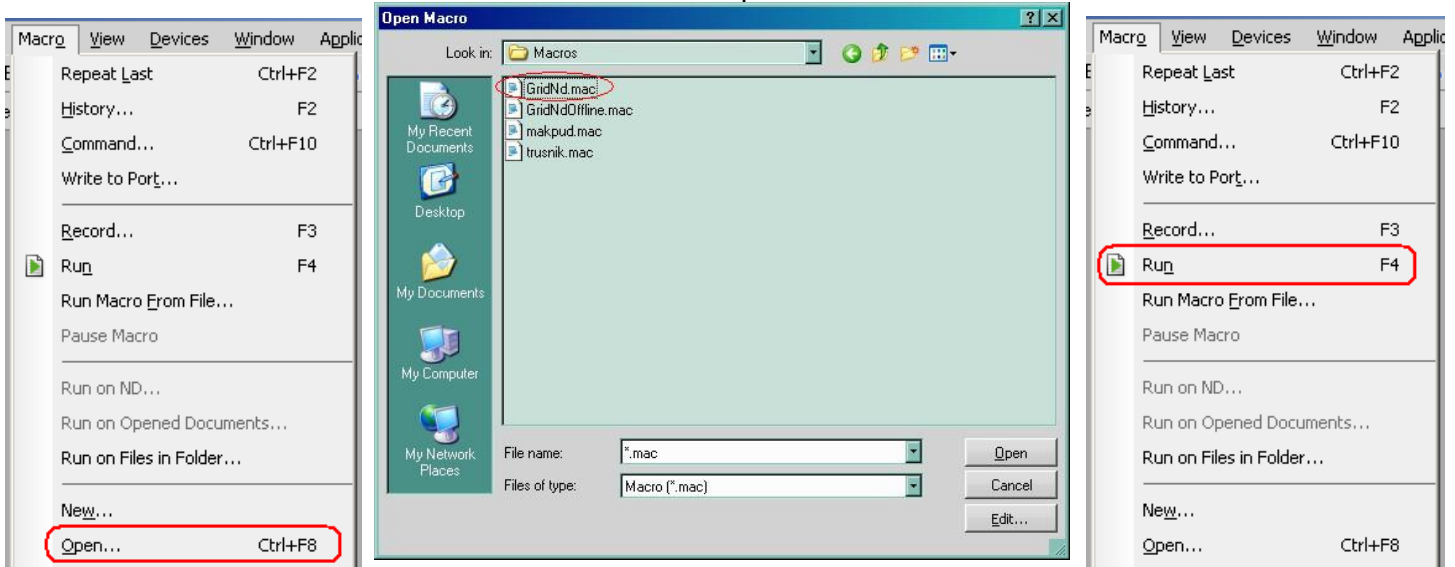 Macro View Devices Window Applic
Repeat Last Ctrl+F2
History... F2
Command... Ctrl+F10
Write to Port...
Record... F3
Run F4
Run Macro From File...
Pause Macro
Run on ND...
Run on Opened Documents...
Run on Files in Folder...
New...
Open... Ctrl+F8
Open Macro
Look in: Macros
GridNd.mac
GridNdOffline.mac
makpud.mac
trusnik.mac
My Recent
Documents
Desktop
My Documents
My Computer
My Network
Places
File name: *.mac Open
Files of type: Macro (*.mac) Cancel
Edit...
Macro View Devices Window Applic
Repeat Last Ctrl+F2
History... F2
Command... Ctrl+F10
Write to Port...
Record... F3
Run F4
Run Macro From File...
Pause Macro
Run on ND...
Run on Opened Documents...
Run on Files in Folder...
New...
Open... Ctrl+F8